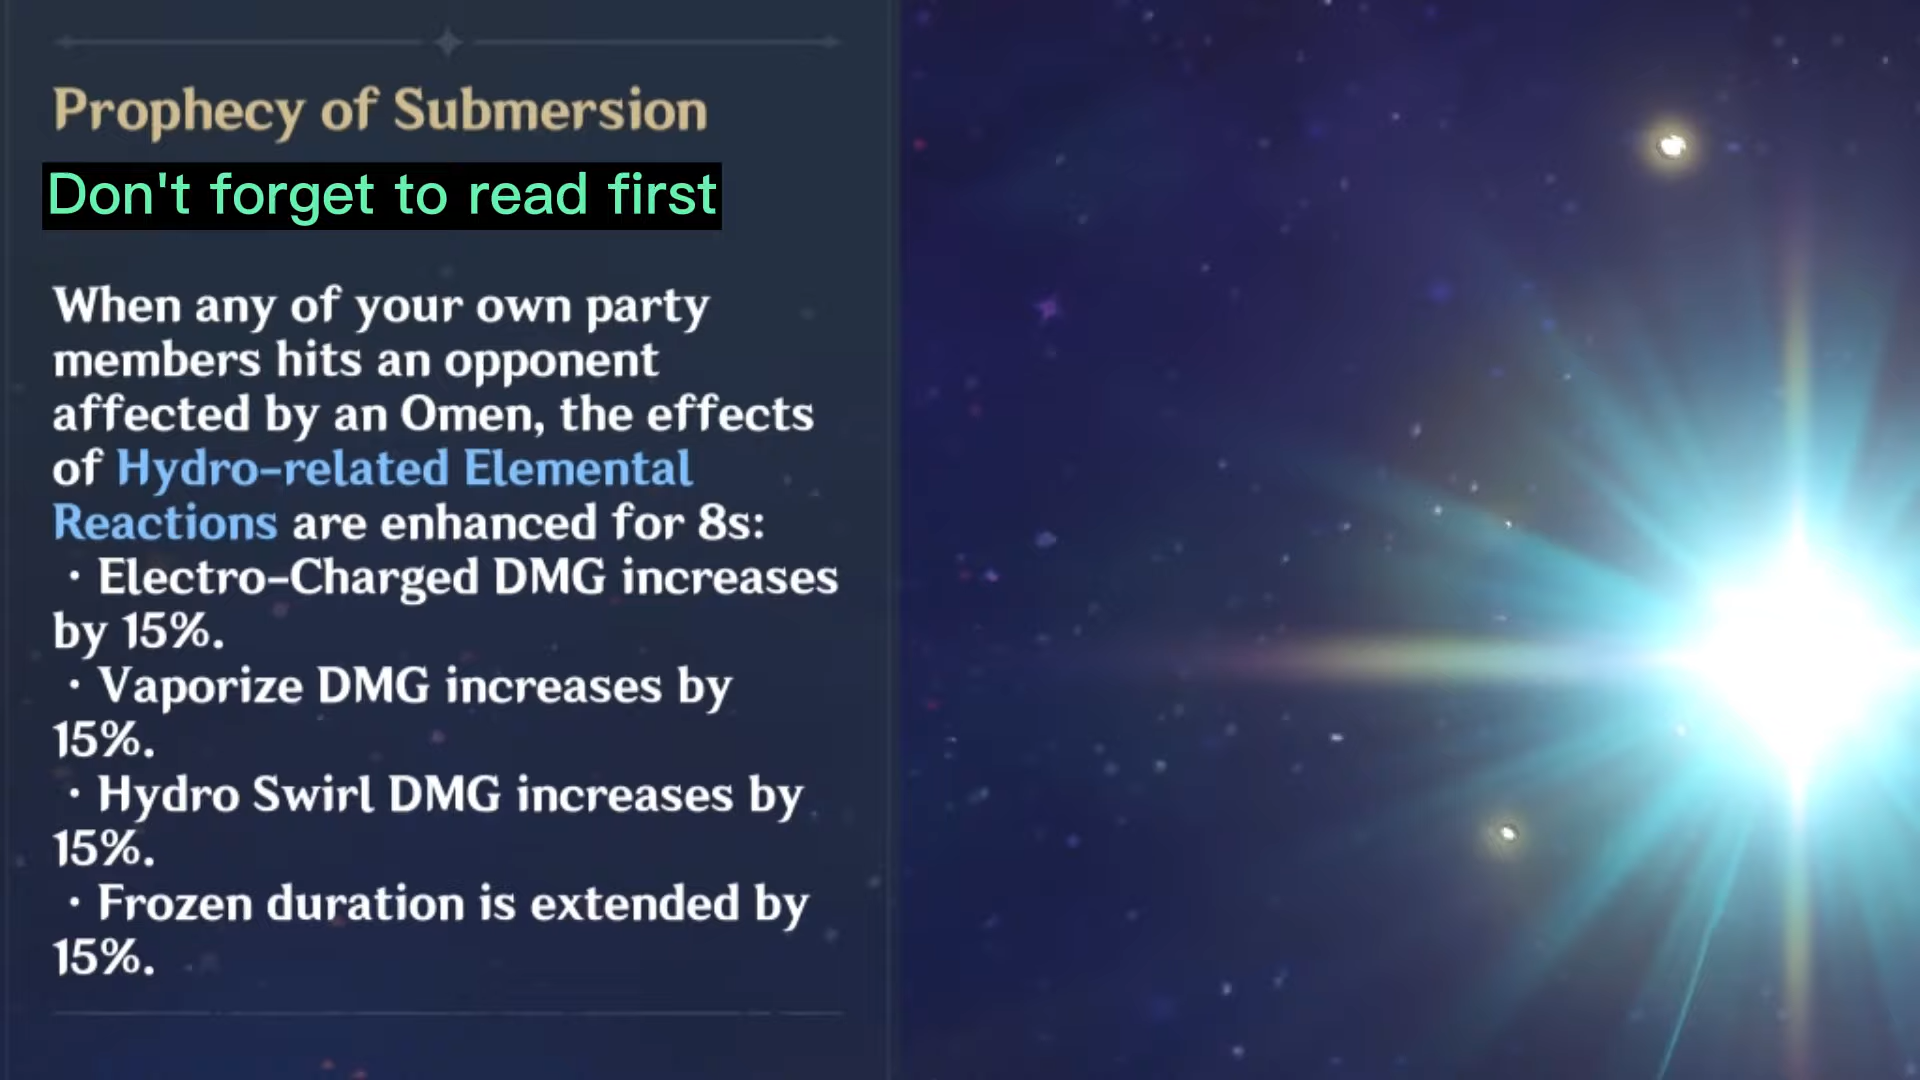 Prophecy of Submersion
Don't forget to read first
When any of your own party
members hits an opponent
affected by an Omen, the effects
of Hydro-related Elemental
Reactions are enhanced for 8s:
· Electro-Charged DMG increases
by 15%.
· Vaporize DMG increases by
15%.
· Hydro Swirl DMG increases by
15%.
· Frozen duration is extended by
15%.